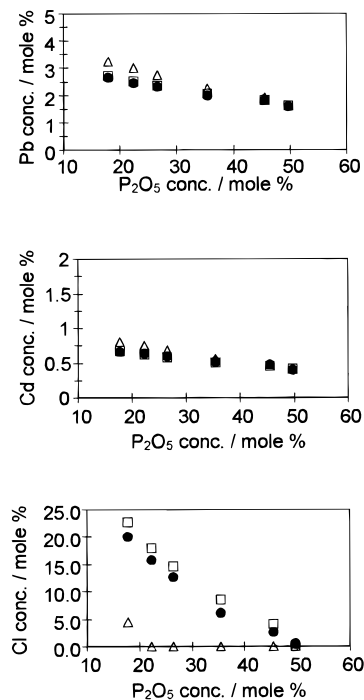 Pb conc. / mole %
5
4
3
2
1
0
10 20 30 40 50 60
P₂O₅ conc. / mole %
Cd conc. / mole %
2
1.5
1
0.5
0
10 20 30 40 50 60
P₂O₅ conc. / mole %
Cl conc. / mole %
25.0
20.0
15.0
10.0
5.0
0.0
10 20 30 40 50 60
P₂O₅ conc. / mole %